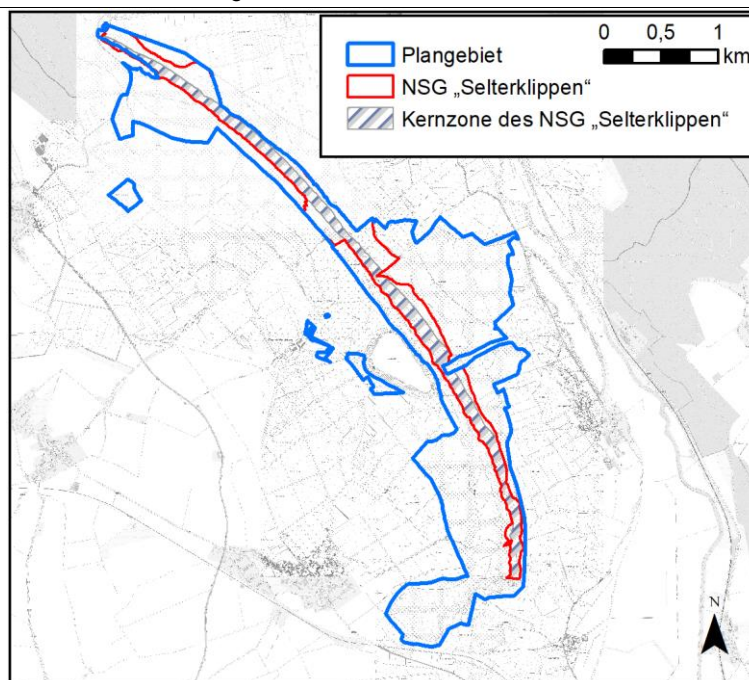 Plangebiet
NSG „Selterklippen“
Kernzone des NSG „Selterklippen“
0 0,5 1
km
N